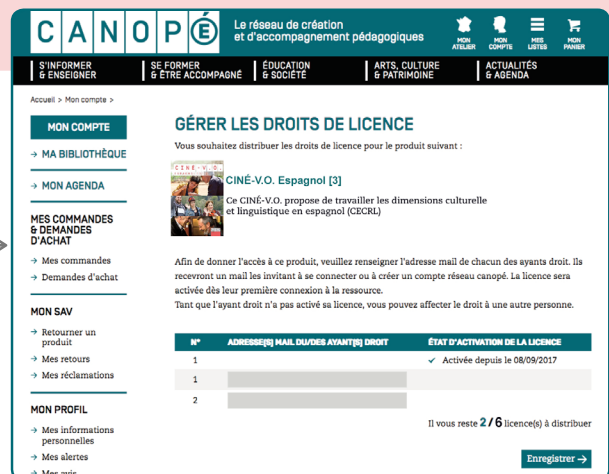 CANOPÉ
Le réseau de création
et d'accompagnement pédagogiques
MON
ATELIER
MON
COMPTE
MES
LISTES
MON
PANIER
S'INFORMER
& ENSEIGNER
SE FORMER
& ÊTRE ACCOMPAGNÉ
ÉDUCATION
& SOCIÉTÉ
ARTS, CULTURE
& PATRIMOINE
ACTUALITÉS
& AGENDA
Accueil > Mon compte >
MON COMPTE
→ MA BIBLIOTHÈQUE
→ MON AGENDA
MES COMMANDES
& DEMANDES
D'ACHAT
→ Mes commandes
→ Demandes d'achat
MON SAV
→ Retourner un
produit
→ Mes retours
→ Mes réclamations
MON PROFIL
→ Mes informations
personnelles
→ Mes alertes
→ Mes avis
GÉRER LES DROITS DE LICENCE
Vous souhaitez distribuer les droits de licence pour le produit suivant :
CINÉ-V.O.
CINÉ-V.O. Espagnol [3]
Ce CINÉ-V.O. propose de travailler les dimensions culturelle
et linguistique en espagnol (CECRL)
Afin de donner l'accès à ce produit, veuillez renseigner l'adresse mail de chacun des ayants droit. Ils
recevront un mail les invitant à se connecter ou à créer un compte réseau canopé. La licence sera
activée dès leur première connexion à la ressource.
Tant que l'ayant droit n'a pas activé sa licence, vous pouvez affecter le droit à une autre personne.
N° ADRESSE[S] MAIL DU/DES AYANT[S] DROIT ÉTAT D'ACTIVATION DE LA LICENCE
1 ✓ Activée depuis le 08/09/2017
1
2
Il vous reste 2 / 6 licence(s) à distribuer
Enregistrer →